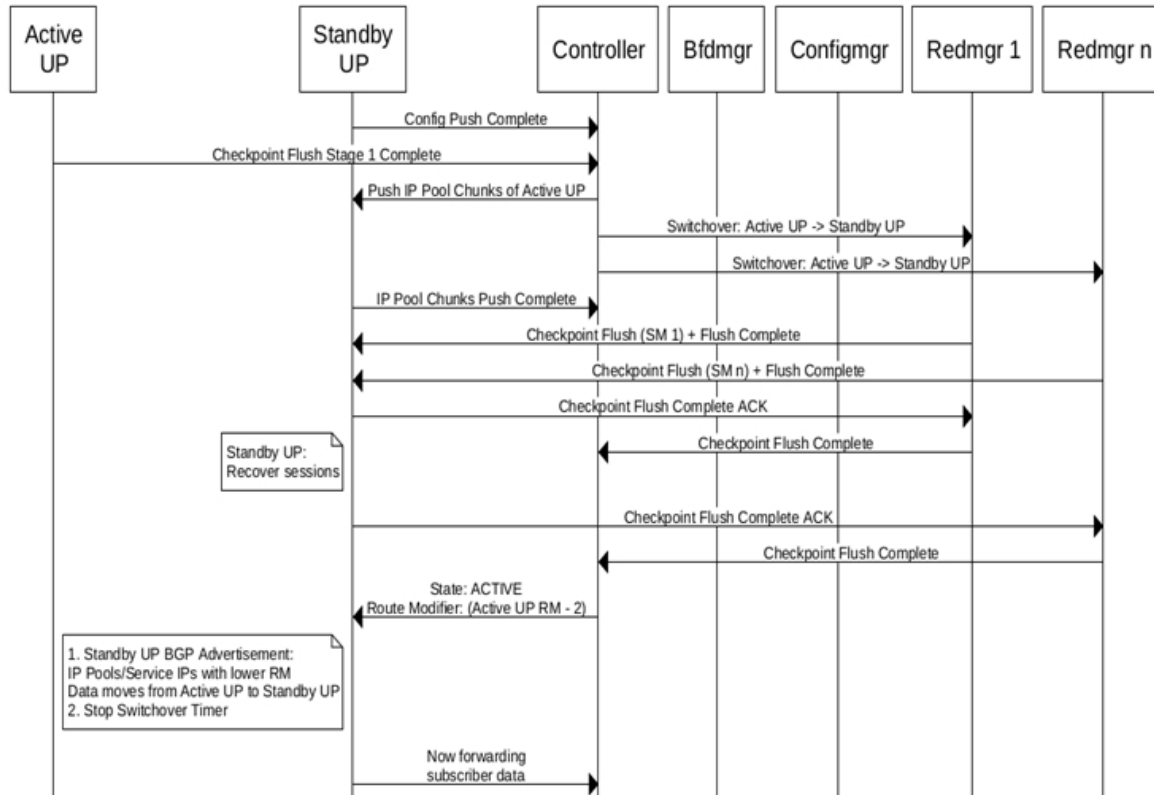 Active
UP
Standby
UP
Controller
Bfdmgr
Configmgr
Redmgr 1
Redmgr n
Config Push Complete
Checkpoint Flush Stage 1 Complete
Push IP Pool Chunks of Active UP
Switchover: Active UP -> Standby UP
Switchover: Active UP -> Standby UP
IP Pool Chunks Push Complete
Checkpoint Flush (SM 1) + Flush Complete
Checkpoint Flush (SM n) + Flush Complete
Checkpoint Flush Complete ACK
Standby UP:
Recover sessions
Checkpoint Flush Complete
Checkpoint Flush Complete ACK
Checkpoint Flush Complete
State: ACTIVE
Route Modifier: (Active UP RM - 2)
1. Standby UP BGP Advertisement:
IP Pools/Service IPs with lower RM
Data moves from Active UP to Standby UP
2. Stop Switchover Timer
Now forwarding
subscriber data